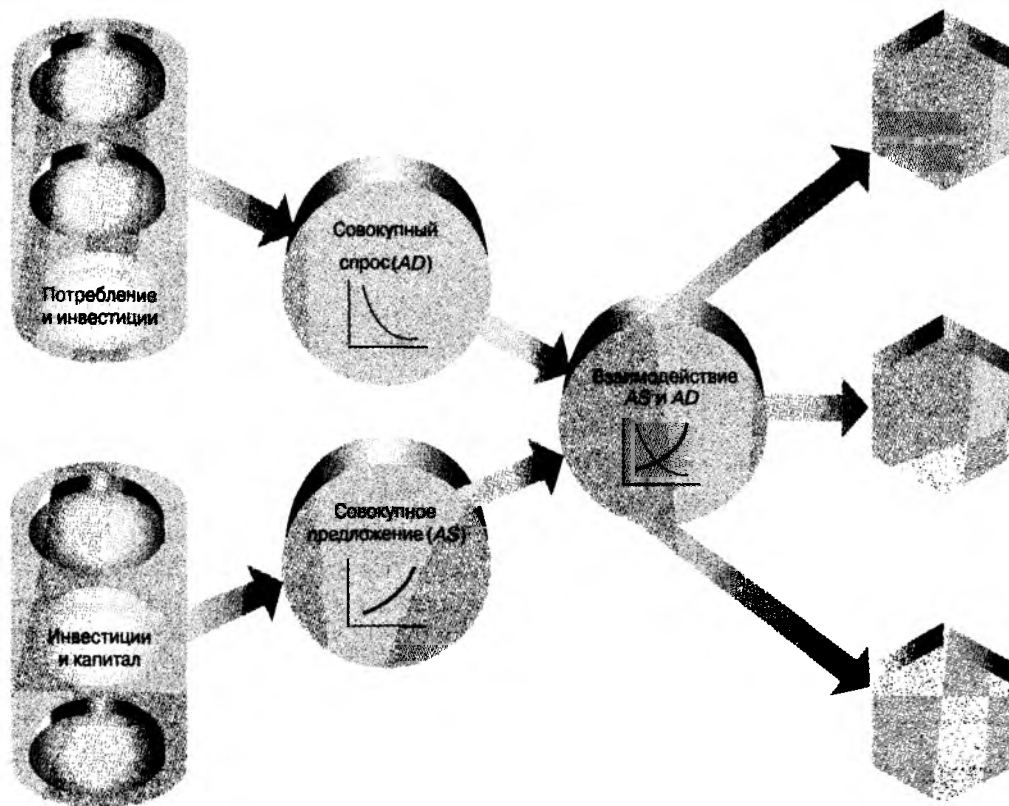 Совокупный
спрос (AD)
Потребление
и инвестиции
Взаимодействие
AS и AD
Совокупное
предложение (AS)
Инвестиции
и капитал